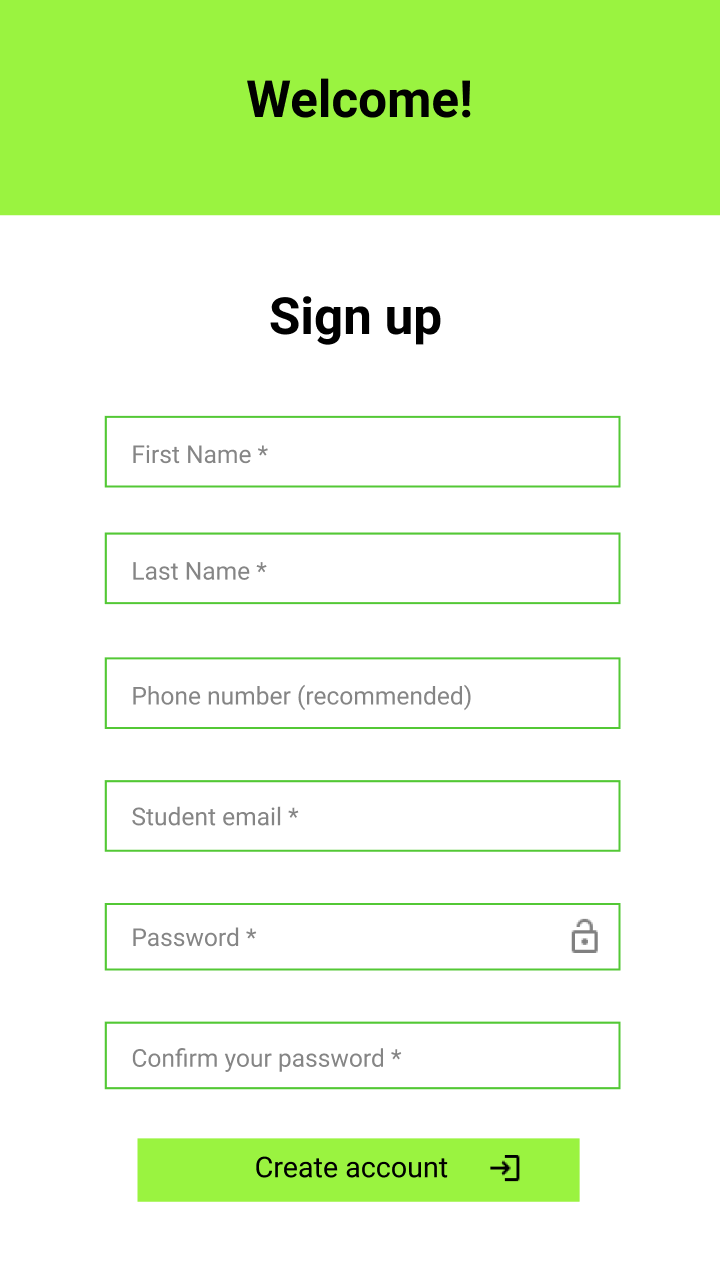 Welcome!
Sign up
First Name *
Last Name *
Phone number (recommended)
Student email *
Password *
Confirm your password *
Create account